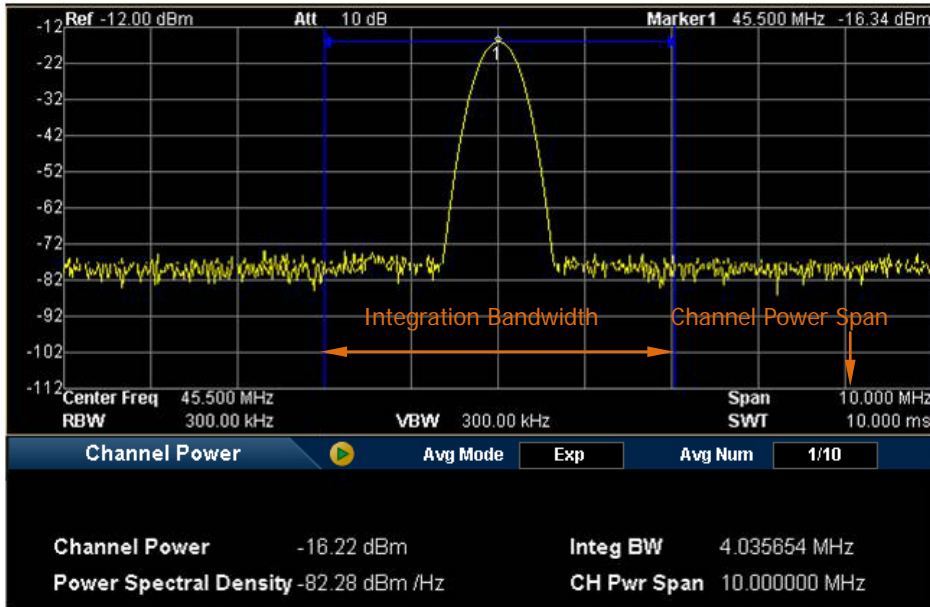 Ref -12.00 dBm Att 10 dB Marker1 45.500 MHz -16.34 dBm
-12
1
-22
-32
-42
-52
-62
-72
-82
-92
Integration Bandwidth Channel Power Span
-102
-112
Center Freq 45.500 MHz Span 10.000 MHz
RBW 300.00 kHz VBW 300.00 kHz SWT 10.000 ms
Channel Power Avg Mode Exp Avg Num 1/10
Channel Power -16.22 dBm Integ BW 4.035654 MHz
Power Spectral Density -82.28 dBm /Hz CH Pwr Span 10.000000 MHz